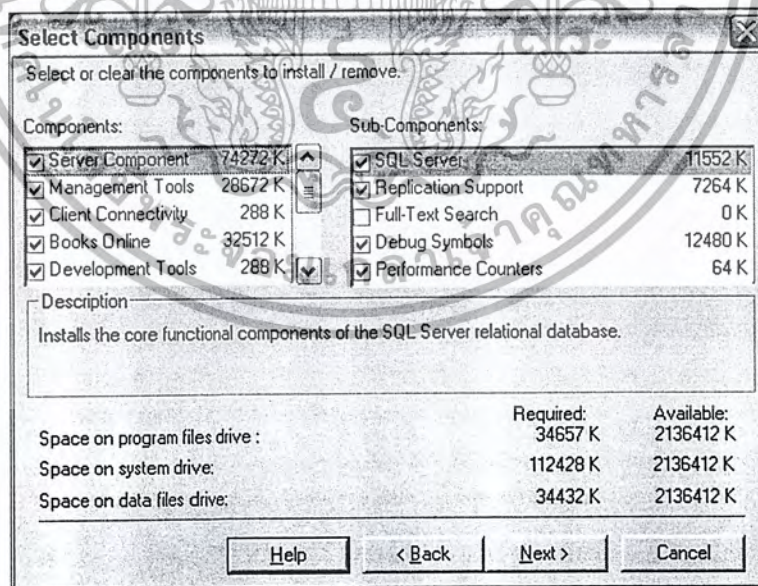 Select Components
Select or clear the components to install / remove.
Components:
Server Component 74272 K
Management Tools 28672 K
Client Connectivity 288 K
Books Online 32512 K
Development Tools 288 K
Sub-Components:
SQL Server 11552 K
Replication Support 7264 K
Full-Text Search 0 K
Debug Symbols 12480 K
Performance Counters 64 K
Description
Installs the core functional components of the SQL Server relational database.
Required: Available:
Space on program files drive : 34657 K 2136412 K
Space on system drive: 112428 K 2136412 K
Space on data files drive: 34432 K 2136412 K
Help < Back Next > Cancel